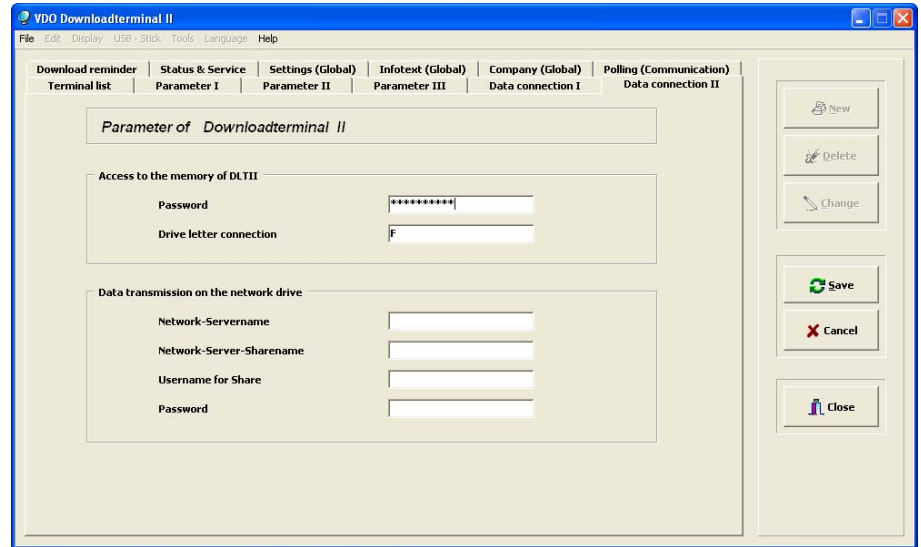 VDO Downloadterminal II
File Edit Display USB - Stick Tools Language Help
Download reminder Status & Service Settings (Global) Infotext (Global) Company (Global) Polling (Communication)
Terminal list Parameter I Parameter II Parameter III Data connection I Data connection II
Parameter of Downloadterminal II
Access to the memory of DLTII
Password **********
Drive letter connection F
Data transmission on the network drive
Network-Servername
Network-Server-Sharename
Username for Share
Password
New
Delete
Change
Save
Cancel
Close